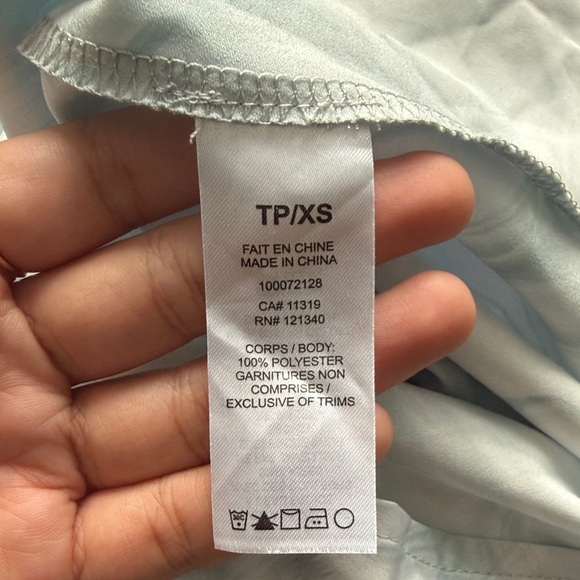 TP/XS
FAIT EN CHINE
MADE IN CHINA
100072128
CA# 11319
RN# 121340
CORPS / BODY:
100% POLYESTER
GARNITURES NON
COMPRISES /
EXCLUSIVE OF TRIMS